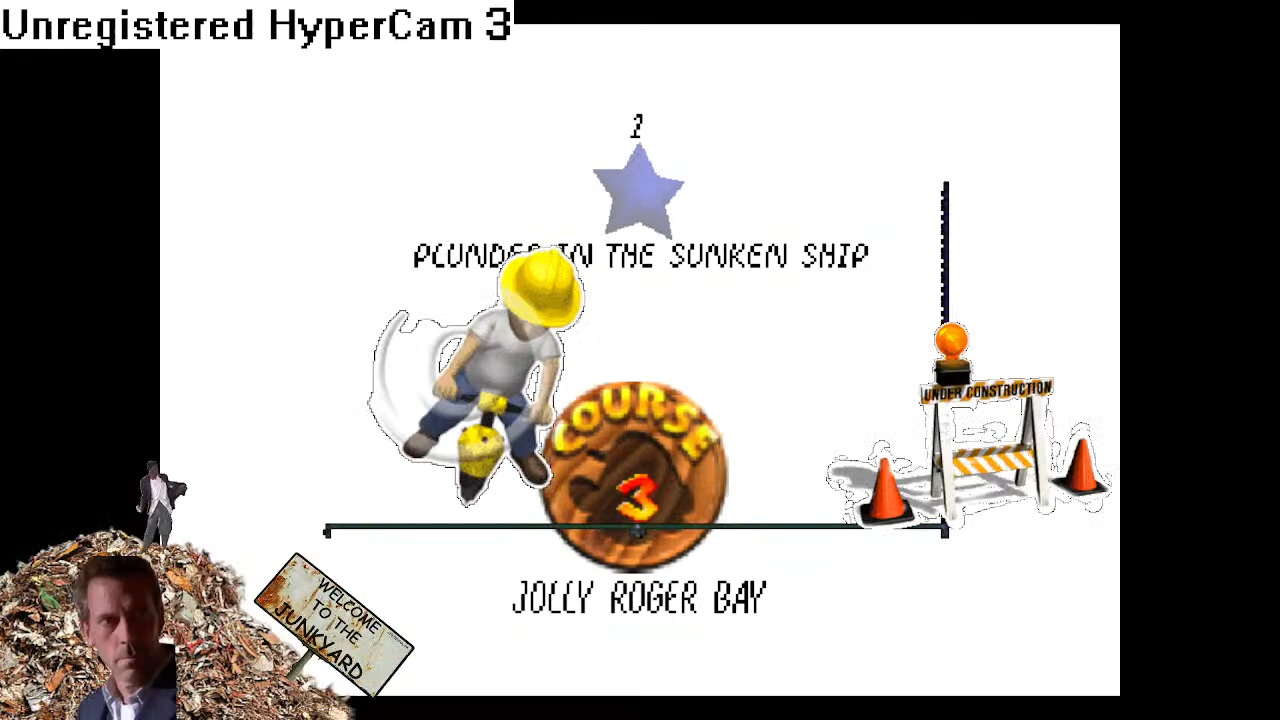 Unregistered HyperCam 3
2
PLUNDER IN THE SUNKEN SHIP
UNDER CONSTRUCTION
COURSE
3
JOLLY ROGER BAY
WELCOME
TO THE
JUNKYARD